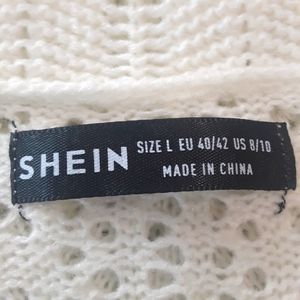 SHEIN
SIZE L EU 40/42 US 8/10
MADE IN CHINA